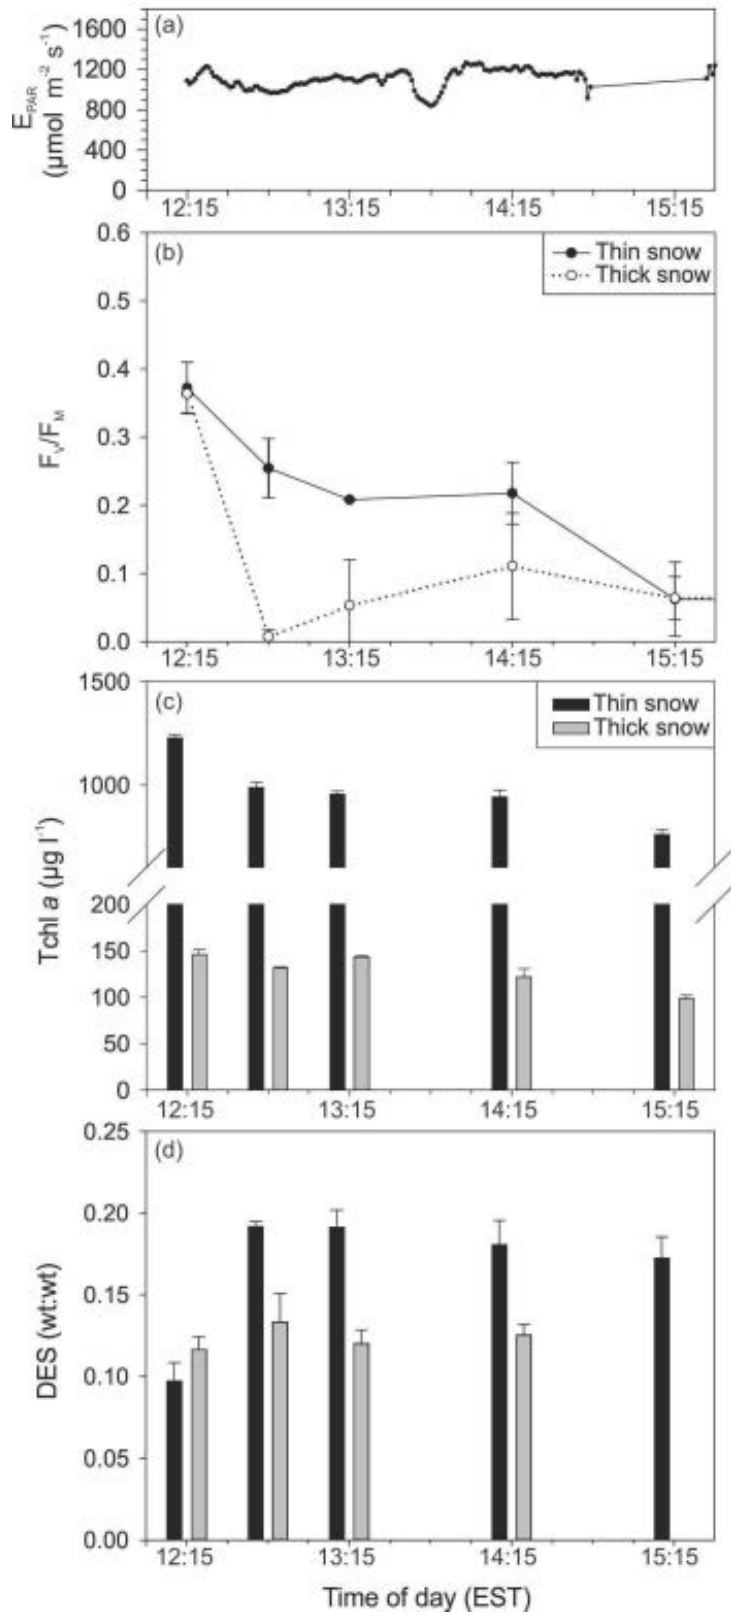 (a)
1600
1200
800
400
0
E_PAR
(µmol m⁻² s⁻¹)
12:15 13:15 14:15 15:15
(b)
Thin snow
Thick snow
0.6
0.5
0.4
0.3
0.2
0.1
0.0
F_V/F_M
12:15 13:15 14:15 15:15
(c)
Thin snow
Thick snow
1500
1000
200
150
100
50
0
Tchl a (µg l⁻¹)
12:15 13:15 14:15 15:15
(d)
0.25
0.20
0.15
0.10
0.05
0.00
DES (wt:wt)
12:15 13:15 14:15 15:15
Time of day (EST)